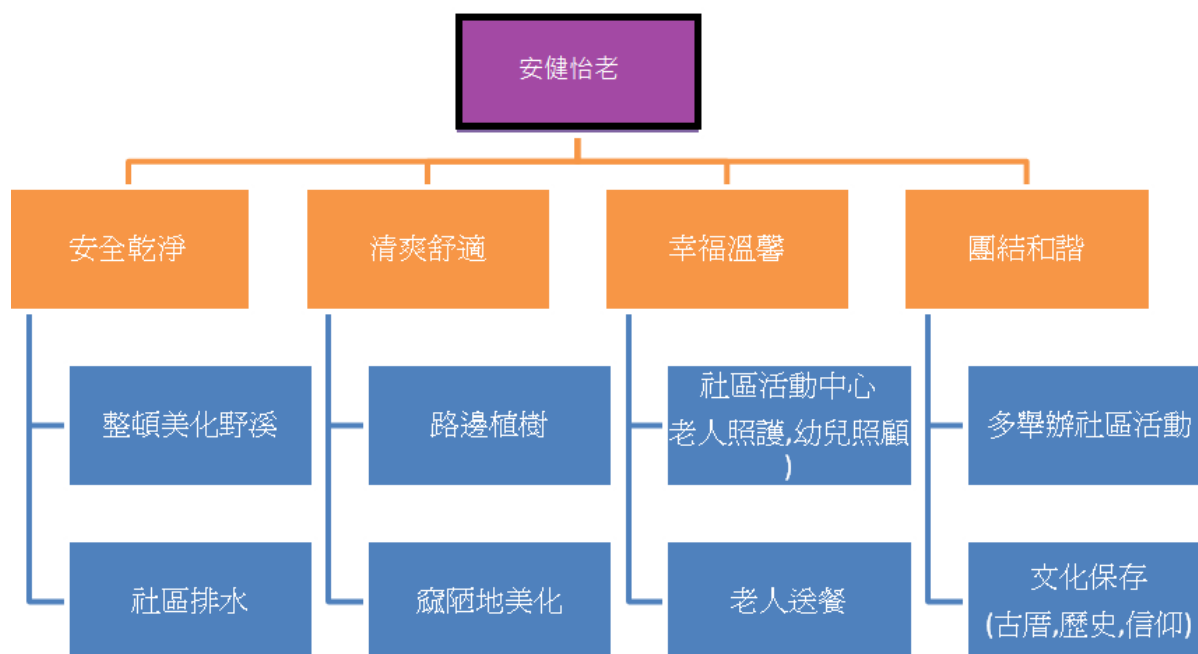 安健怡老
安全乾淨
清爽舒適
幸福溫馨
團結和諧
整頓美化野溪
路邊植樹
社區活動中心
老人照護,幼兒照顧
)
多舉辦社區活動
社區排水
窳陋地美化
老人送餐
文化保存
(古厝,歷史,信仰)